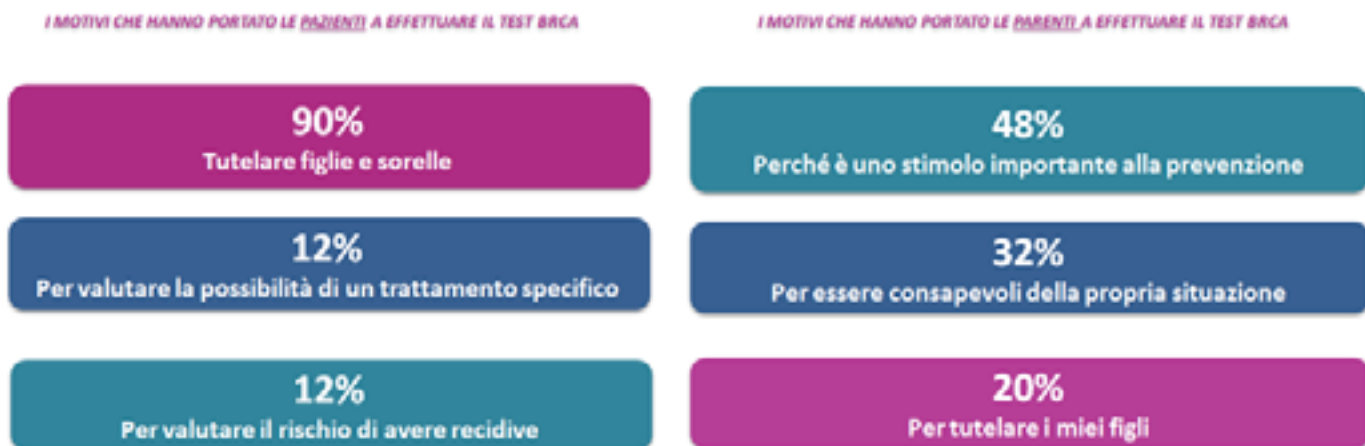 I MOTIVI CHE HANNO PORTATO LE PAZIENTI A EFFETTUARE IL TEST BRCA
90%
Tutelare figlie e sorelle
12%
Per valutare la possibilità di un trattamento specifico
12%
Per valutare il rischio di avere recidive
I MOTIVI CHE HANNO PORTATO LE PARENTI A EFFETTUARE IL TEST BRCA
48%
Perché è uno stimolo importante alla prevenzione
32%
Per essere consapevoli della propria situazione
20%
Per tutelare i miei figli